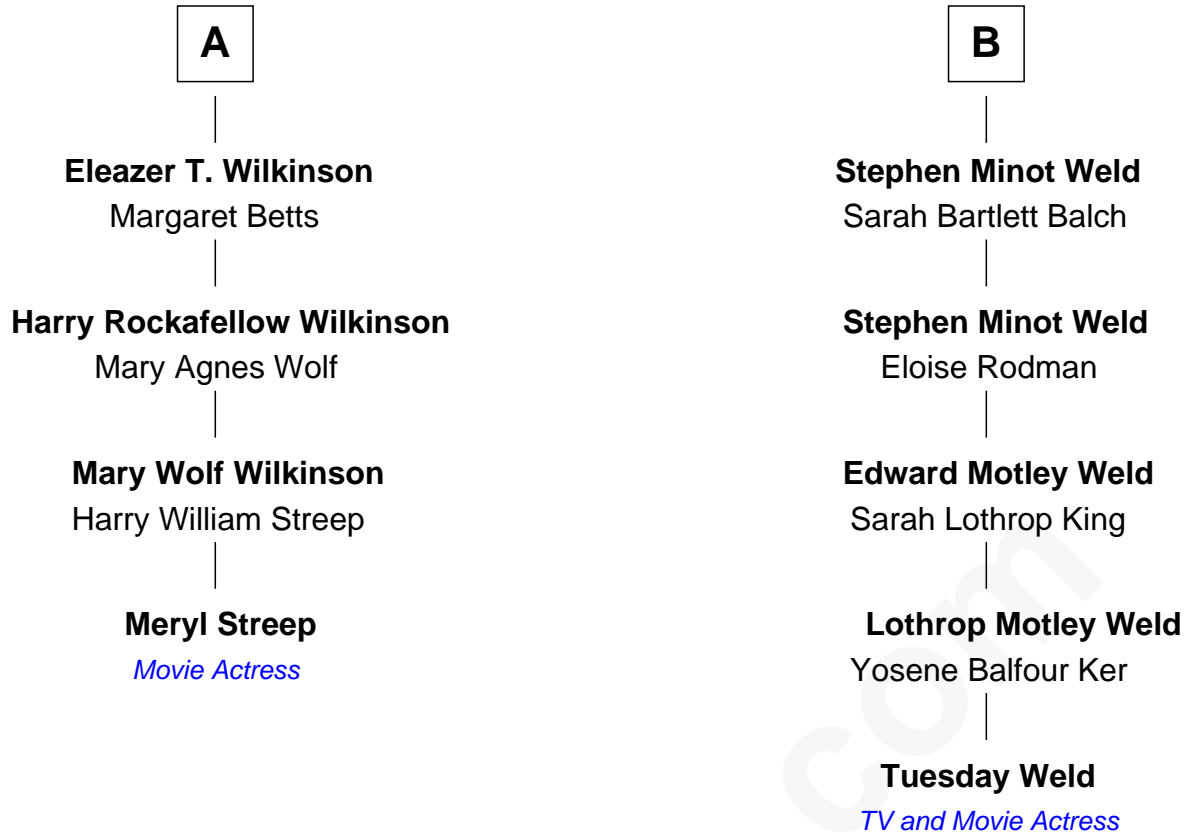 A
Eleazer T. Wilkinson
Margaret Betts
Harry Rockafellow Wilkinson
Mary Agnes Wolf
Mary Wolf Wilkinson
Harry William Streep
Meryl Streep
Movie Actress
B
Stephen Minot Weld
Sarah Bartlett Balch
Stephen Minot Weld
Eloise Rodman
Edward Motley Weld
Sarah Lothrop King
Lothrop Motley Weld
Yosene Balfour Ker
Tuesday Weld
TV and Movie Actress
com